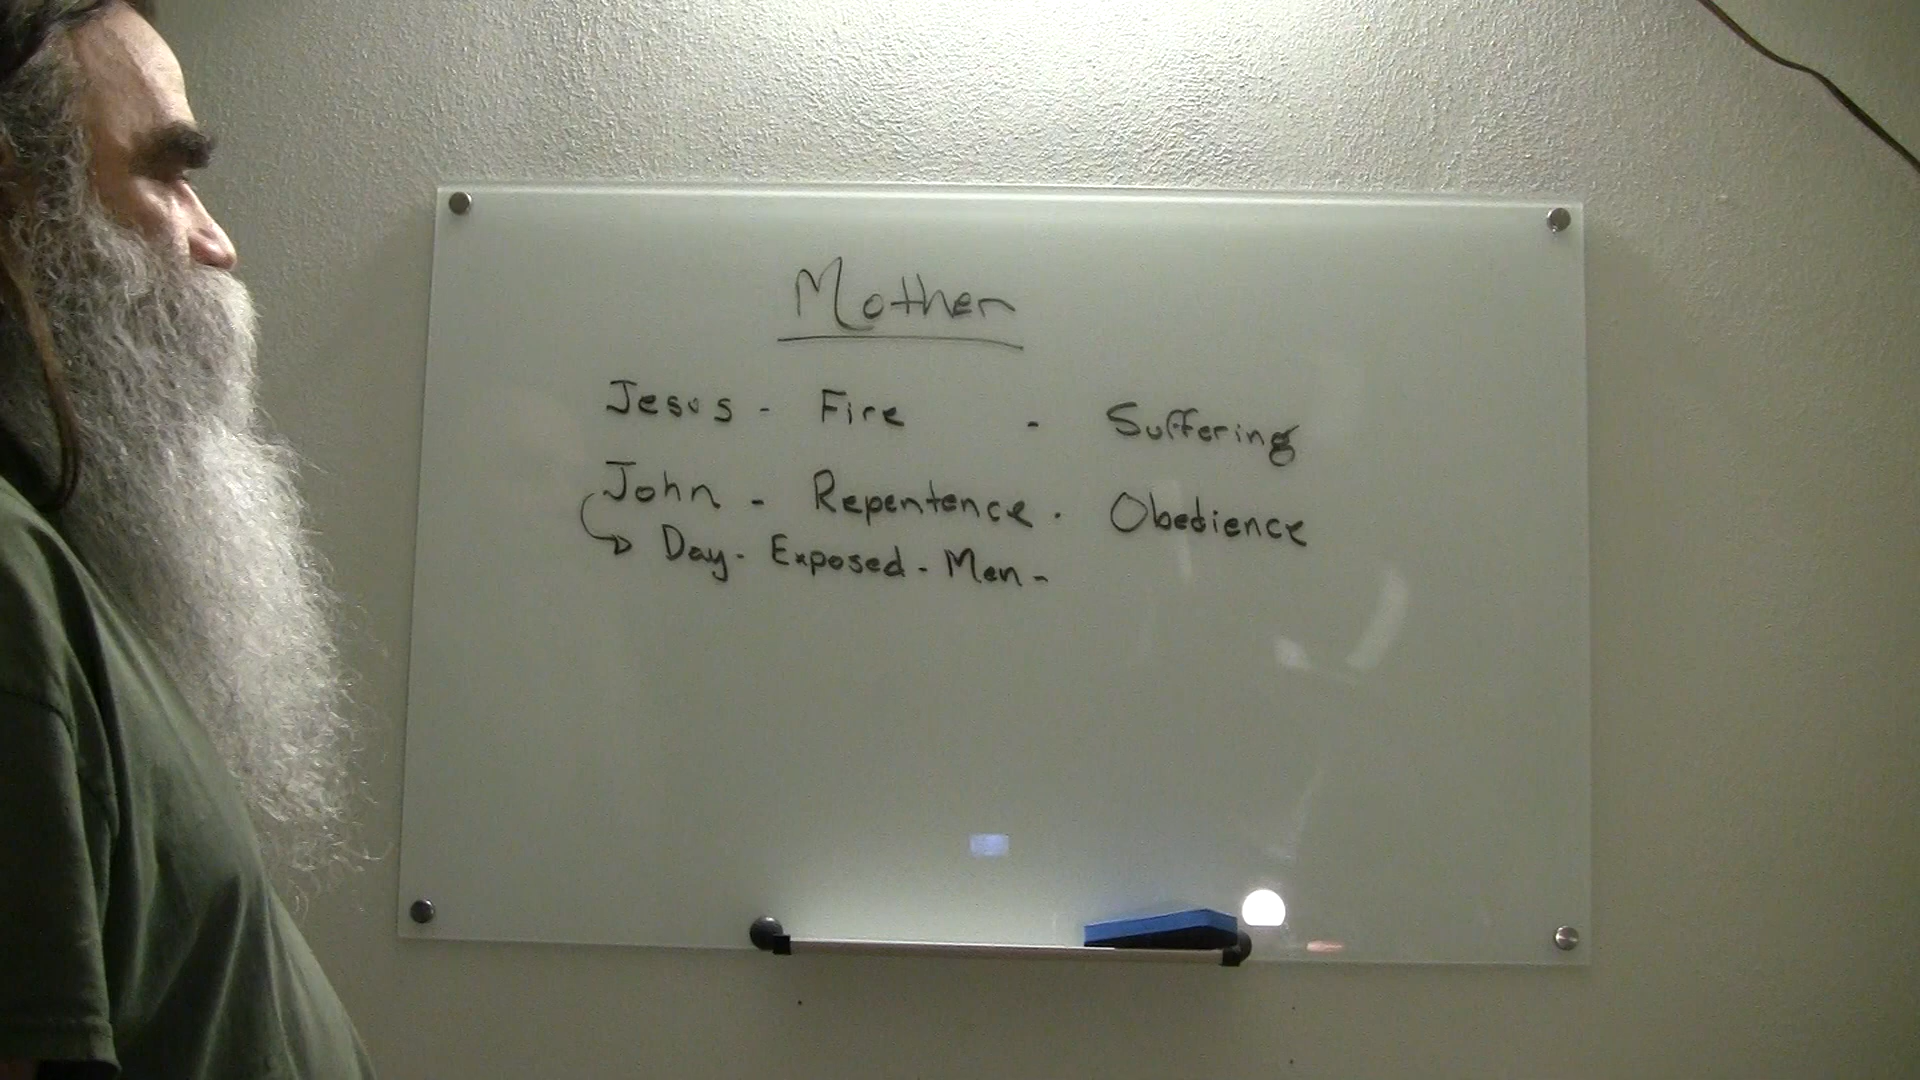 Mother
Jesus - Fire - Suffering
John - Repentence - Obedience
Day - Exposed - Men -